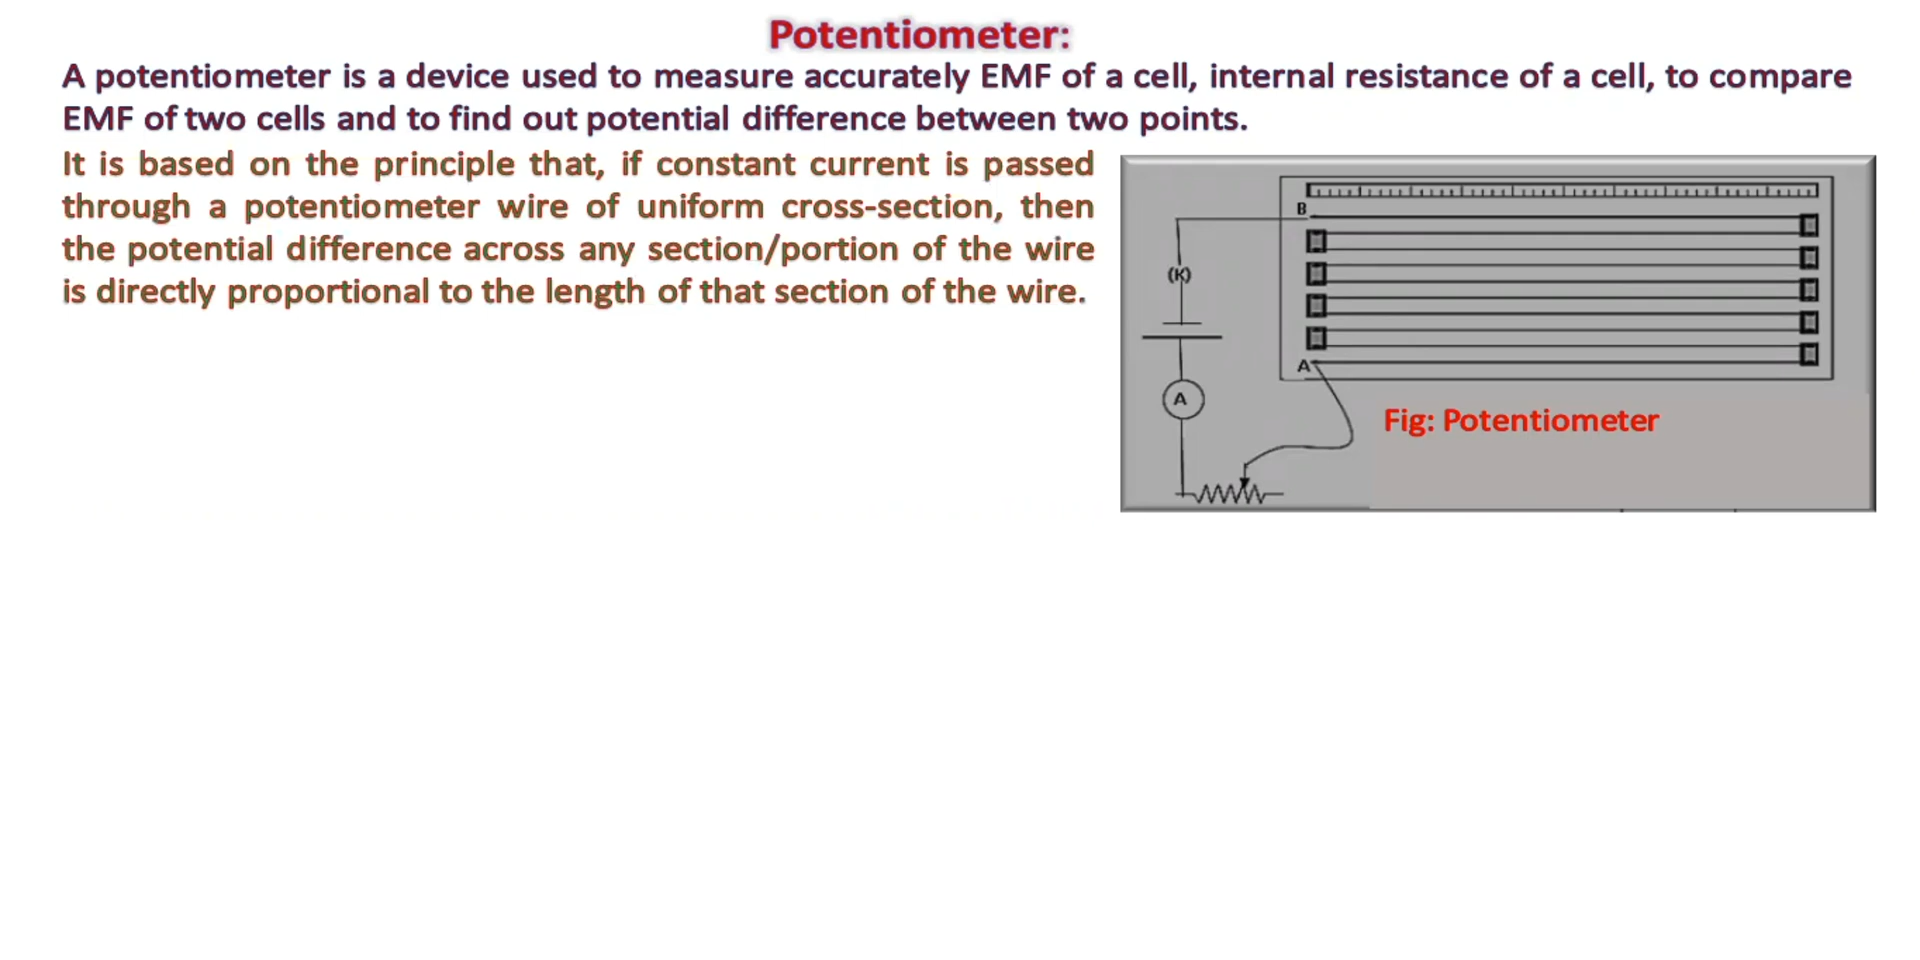 Potentiometer:
A potentiometer is a device used to measure accurately EMF of a cell, internal resistance of a cell, to compare
EMF of two cells and to find out potential difference between two points.
It is based on the principle that, if constant current is passed
through a potentiometer wire of uniform cross-section, then
the potential difference across any section/portion of the wire
is directly proportional to the length of that section of the wire.
B
(K)
A
A
Fig: Potentiometer